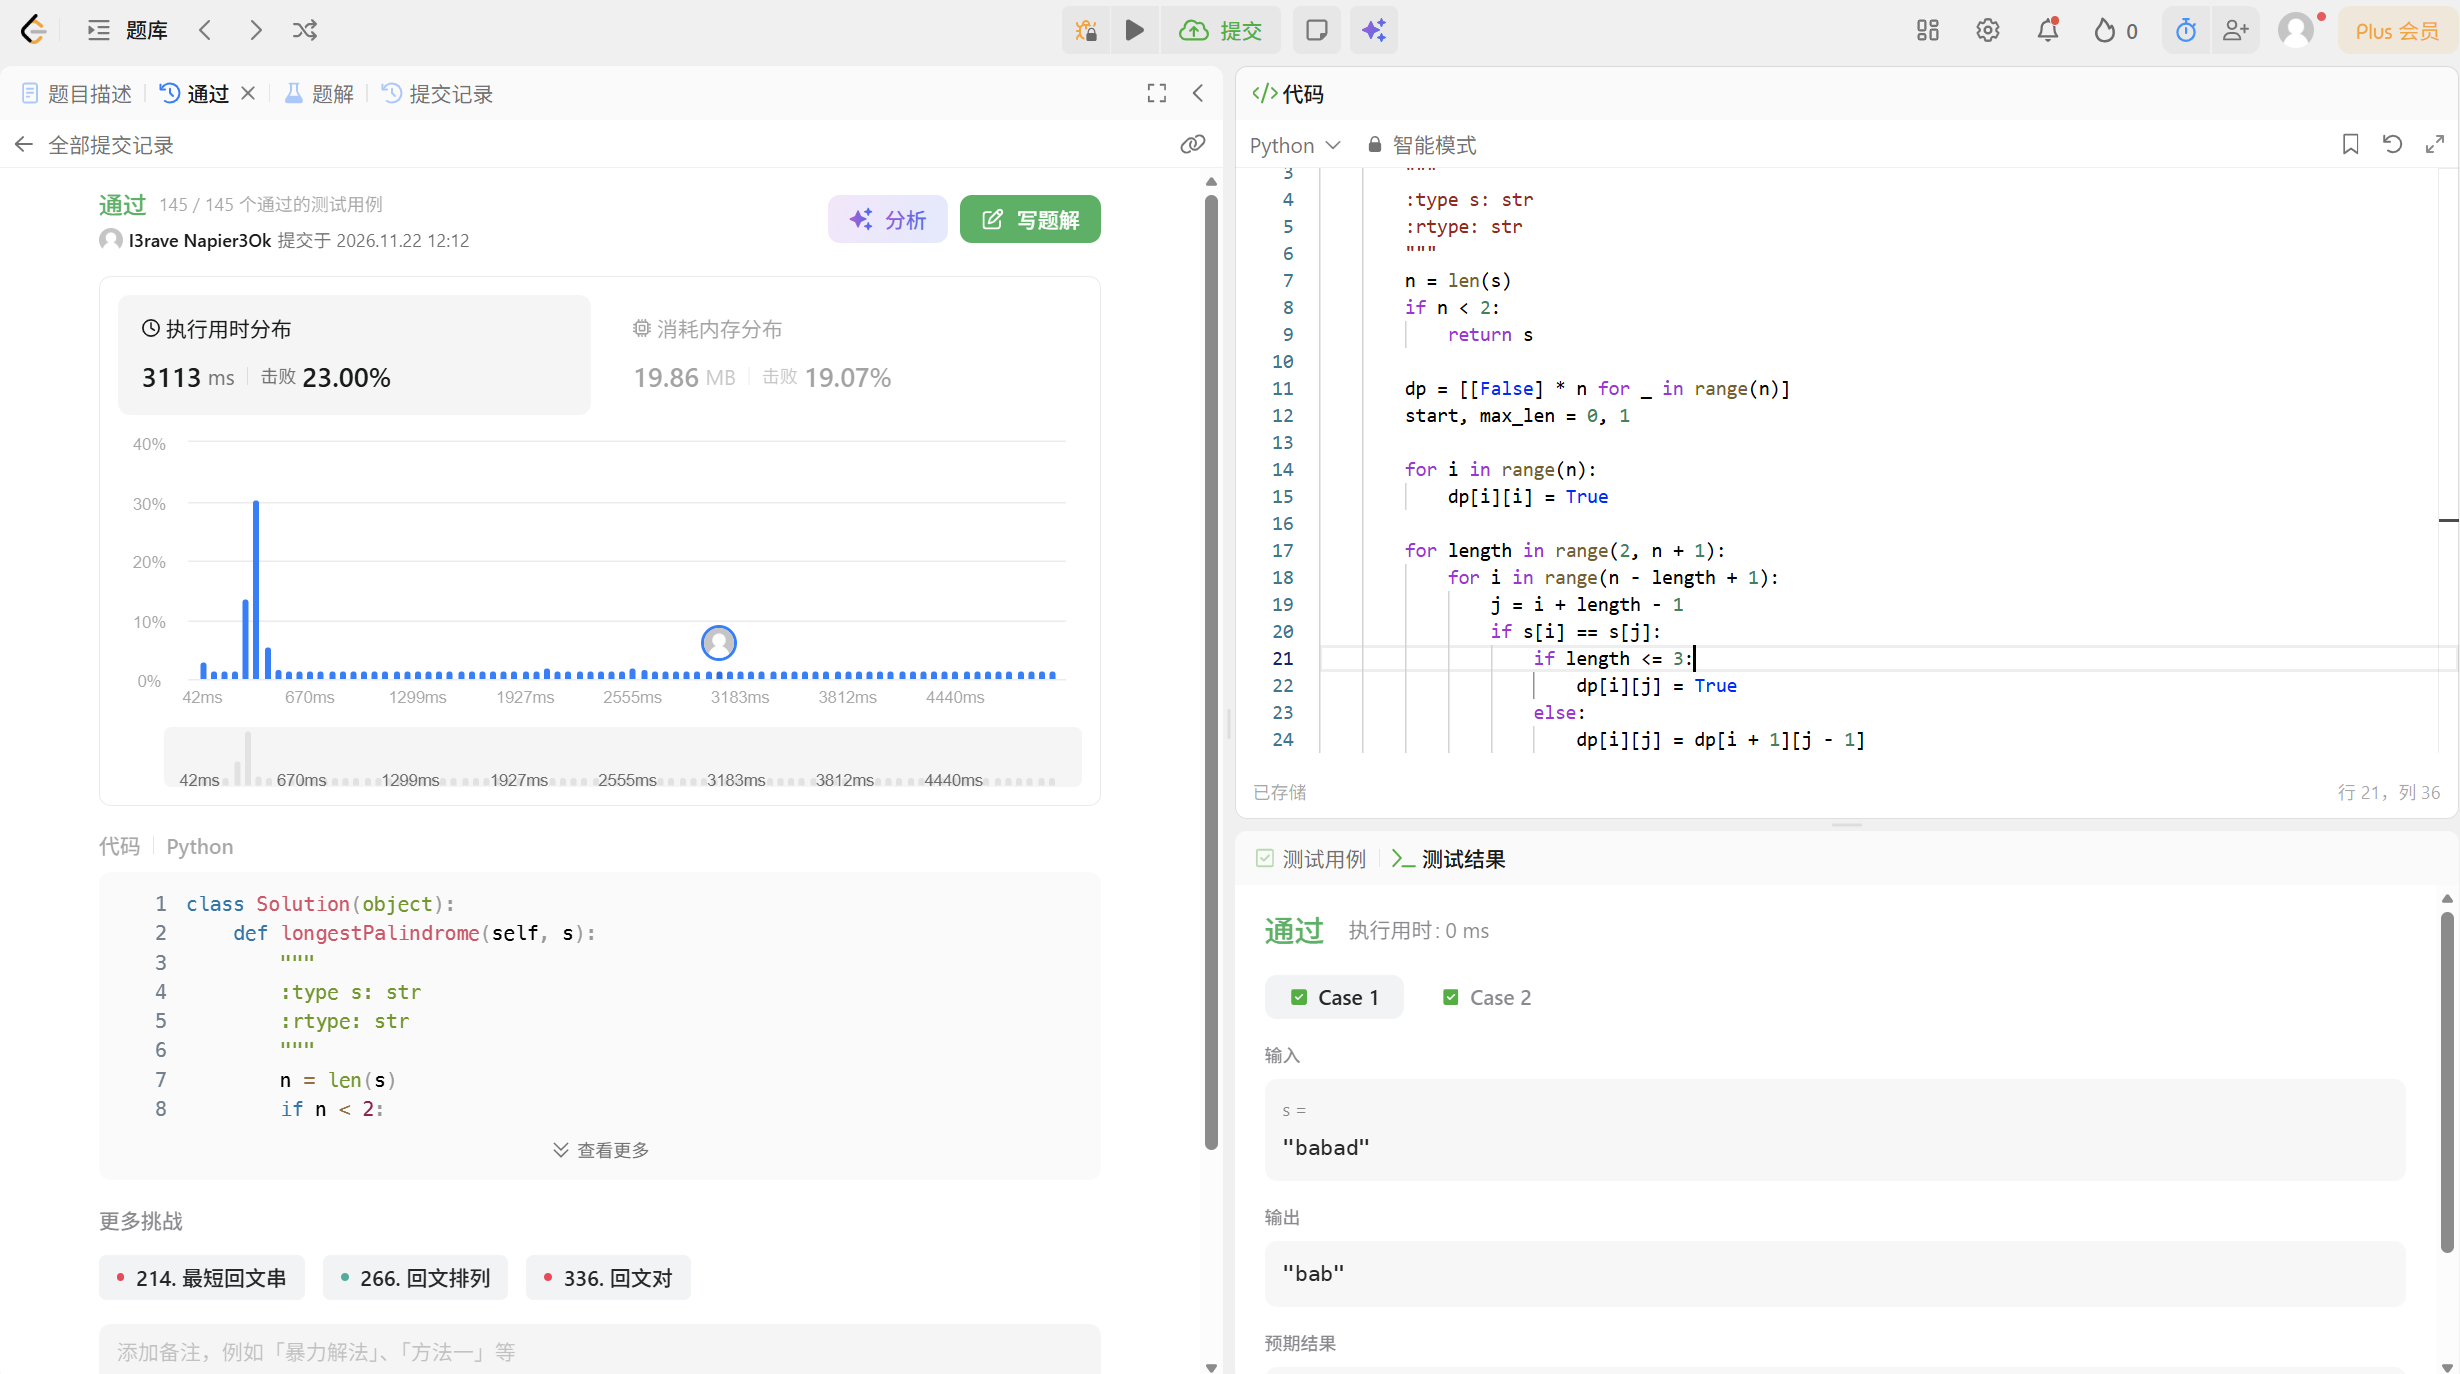 题库
提交
0
Plus 会员
题目描述
通过
题解
提交记录
全部提交记录
通过 145 / 145 个通过的测试用例
分析
写题解
l3rave Napier3Ok 提交于 2026.11.22 12:12
执行用时分布
3113 ms 击败 23.00%
消耗内存分布
19.86 MB 击败 19.07%
40%
30%
20%
10%
0%
42ms 670ms 1299ms 1927ms 2555ms 3183ms 3812ms 4440ms
42ms 670ms 1299ms 1927ms 2555ms 3183ms 3812ms 4440ms
代码 Python
1 class Solution(object):
2     def longestPalindrome(self, s):
3         """
4         :type s: str
5         :rtype: str
6         """
7         n = len(s)
8         if n < 2:
查看更多
更多挑战
214. 最短回文串
266. 回文排列
336. 回文对
添加备注，例如「暴力解法」、「方法一」等
</> 代码
Python 智能模式
3         """
4         :type s: str
5         :rtype: str
6         """
7         n = len(s)
8         if n < 2:
9             return s
10
11         dp = [[False] * n for _ in range(n)]
12         start, max_len = 0, 1
13
14         for i in range(n):
15             dp[i][i] = True
16
17         for length in range(2, n + 1):
18             for i in range(n - length + 1):
19                 j = i + length - 1
20                 if s[i] == s[j]:
21                     if length <= 3:
22                         dp[i][j] = True
23                     else:
24                         dp[i][j] = dp[i + 1][j - 1]
已存储
行 21，列 36
测试用例
测试结果
通过 执行用时: 0 ms
Case 1
Case 2
输入
s =
"babad"
输出
"bab"
预期结果